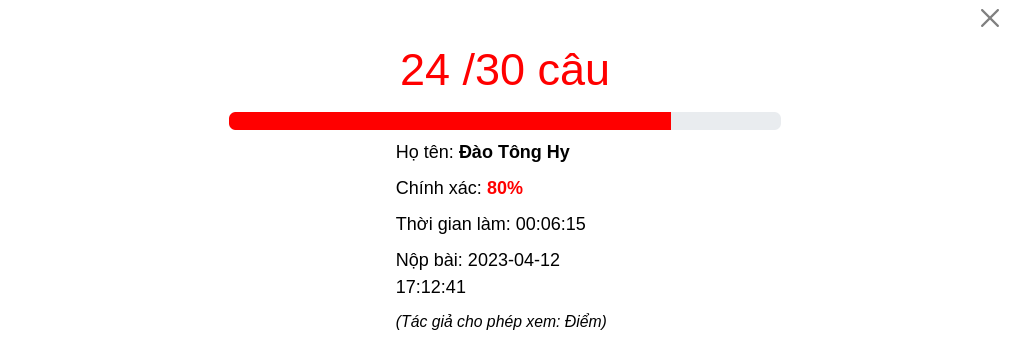 24 /30 câu
Họ tên: Đào Tông Hy
Chính xác: 80%
Thời gian làm: 00:06:15
Nộp bài: 2023-04-12
17:12:41
(Tác giả cho phép xem: Điểm)